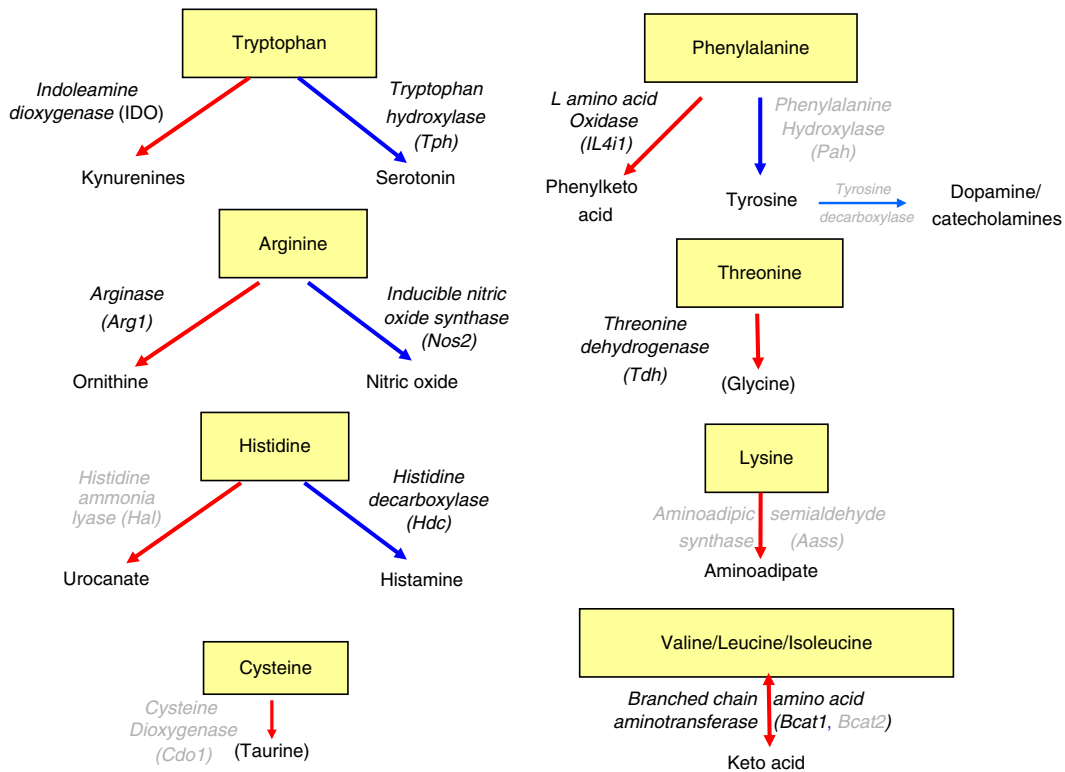 Tryptophan
Indoleamine
dioxygenase (IDO)
Tryptophan
hydroxylase
(Tph)
Kynurenines
Serotonin
Arginine
Arginase
(Arg1)
Inducible nitric
oxide synthase
(Nos2)
Ornithine
Nitric oxide
Histidine
Histidine
ammonia
lyase (Hal)
Histidine
decarboxylase
(Hdc)
Urocanate
Histamine
Cysteine
Cysteine
Dioxygenase
(Cdo1)
(Taurine)
Phenylalanine
L amino acid
Oxidase
(IL4i1)
Phenylalanine
Hydroxylase
(Pah)
Phenylketo
acid
Tyrosine
Tyrosine
decarboxylase
Dopamine/
catecholamines
Threonine
Threonine
dehydrogenase
(Tdh)
(Glycine)
Lysine
Aminoadipic semialdehyde
synthase (Aass)
Aminoadipate
Valine/Leucine/Isoleucine
Branched chain amino acid
aminotransferase (Bcat1, Bcat2)
Keto acid